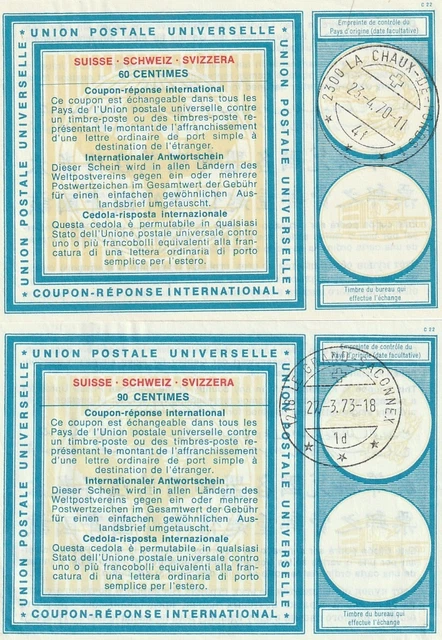 C 22
UNION POSTALE UNIVERSELLE
UNION POSTALE UNIVERSELLE
UNION POSTALE UNIVERSELLE
SUISSE · SCHWEIZ · SVIZZERA
60 CENTIMES
Coupon-réponse international
Ce coupon est échangeable dans tous les
Pays de l'Union postale universelle contre
un timbre-poste ou des timbres-poste re-
présentant le montant de l'affranchissement
d'une lettre ordinaire de port simple à
destination de l'étranger.
Internationaler Antwortschein
Dieser Schein wird in allen Ländern des
Weltpostvereins gegen ein oder mehrere
Postwertzeichen im Gesamtwert der Gebühr
für einen einfachen gewöhnlichen Aus-
landsbrief umgetauscht.
Cedola-risposta internazionale
Questa cedola è permutabile in qualsiasi
Stato dell'Unione postale universale contro
uno o più francobolli equivalenti alla fran-
catura di una lettera ordinaria di porto
semplice per l'estero.
COUPON-RÉPONSE INTERNATIONAL
Empreinte de contrôle du
Pays d'origine (date facultative)
2300 LA CHAUX-DE-FONDS
23.-4.70-11
Timbre du bureau qui
effectue l'échange
C 22
UNION POSTALE UNIVERSELLE
UNION POSTALE UNIVERSELLE
UNION POSTALE UNIVERSELLE
SUISSE · SCHWEIZ · SVIZZERA
90 CENTIMES
Coupon-réponse international
Ce coupon est échangeable dans tous les
Pays de l'Union postale universelle contre
un timbre-poste ou des timbres-poste re-
présentant le montant de l'affranchissement
d'une lettre ordinaire de port simple à
destination de l'étranger.
Internationaler Antwortschein
Dieser Schein wird in allen Ländern des
Weltpostvereins gegen ein oder mehrere
Postwertzeichen im Gesamtwert der Gebühr
für einen einfachen gewöhnlichen Aus-
landsbrief umgetauscht.
Cedola-risposta internazionale
Questa cedola è permutabile in qualsiasi
Stato dell'Unione postale universale contro
uno o più francobolli equivalenti alla fran-
catura di una lettera ordinaria di porto
semplice per l'estero.
COUPON-RÉPONSE INTERNATIONAL
Empreinte de contrôle du
Pays d'origine (date facultative)
GRAND-SACONNEX
-3.73-18
1d
Timbre du bureau qui
effectue l'échange